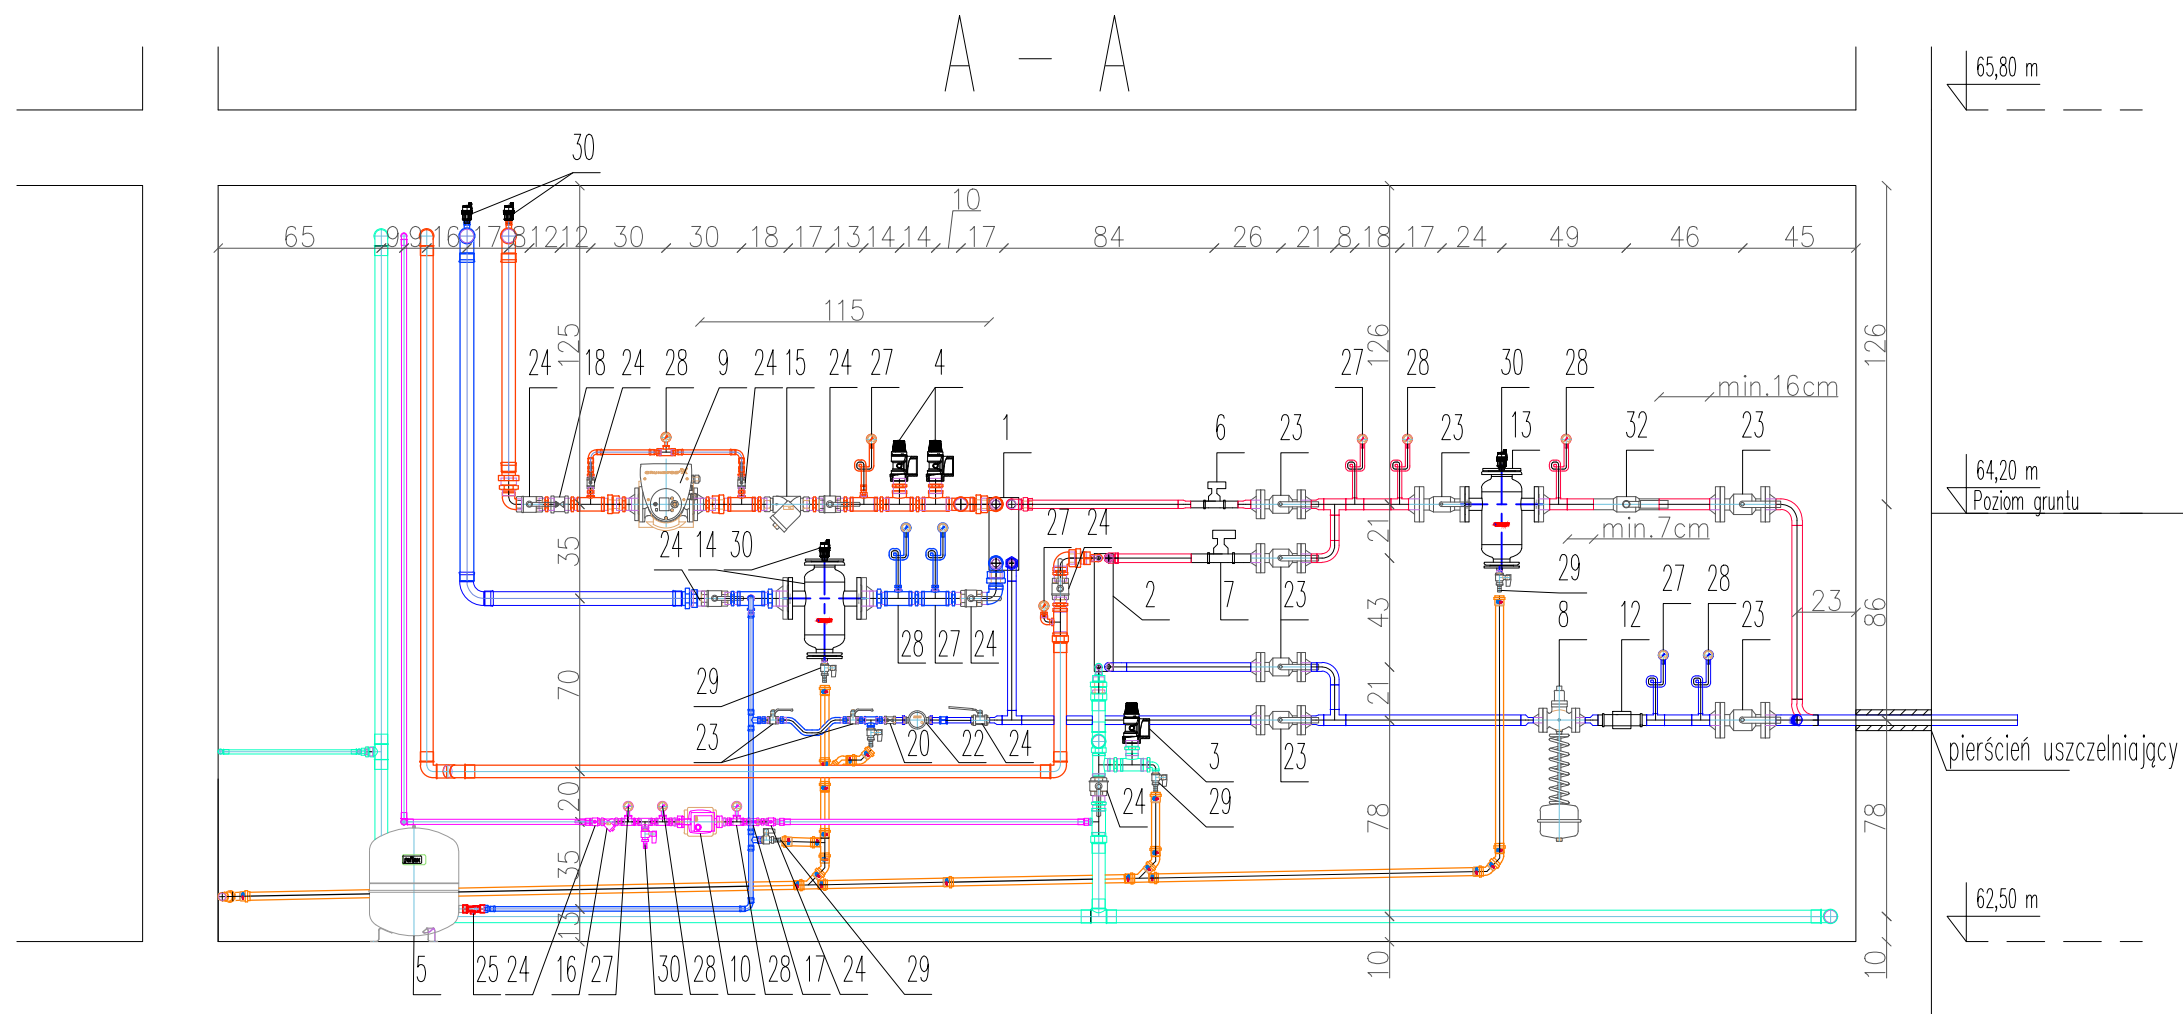 A – A
65,80 m
30
10
65 9 9 16 17 8 12 12 30 30 18 17 13 14 14 17 84 26 21 8 18 17 24 49 46 45
115
125
126
126
24 18 24 28 9 24 15 24 27 4
27 28 30 28
min.16cm
1 6 23 23 13 32 23
64,20 m
Poziom gruntu
27 24
21
min.7cm
35
24 14 30
29
27 28
2 7 23 8 12 23
43
23
86
28 27 24
70
29
21
23 20 22 24
3 23
pierścień uszczelniający
20
24 29
78
78
35
62,50 m
15
5 25 24 16 27 30 28 10 28 17 24 29
10
10